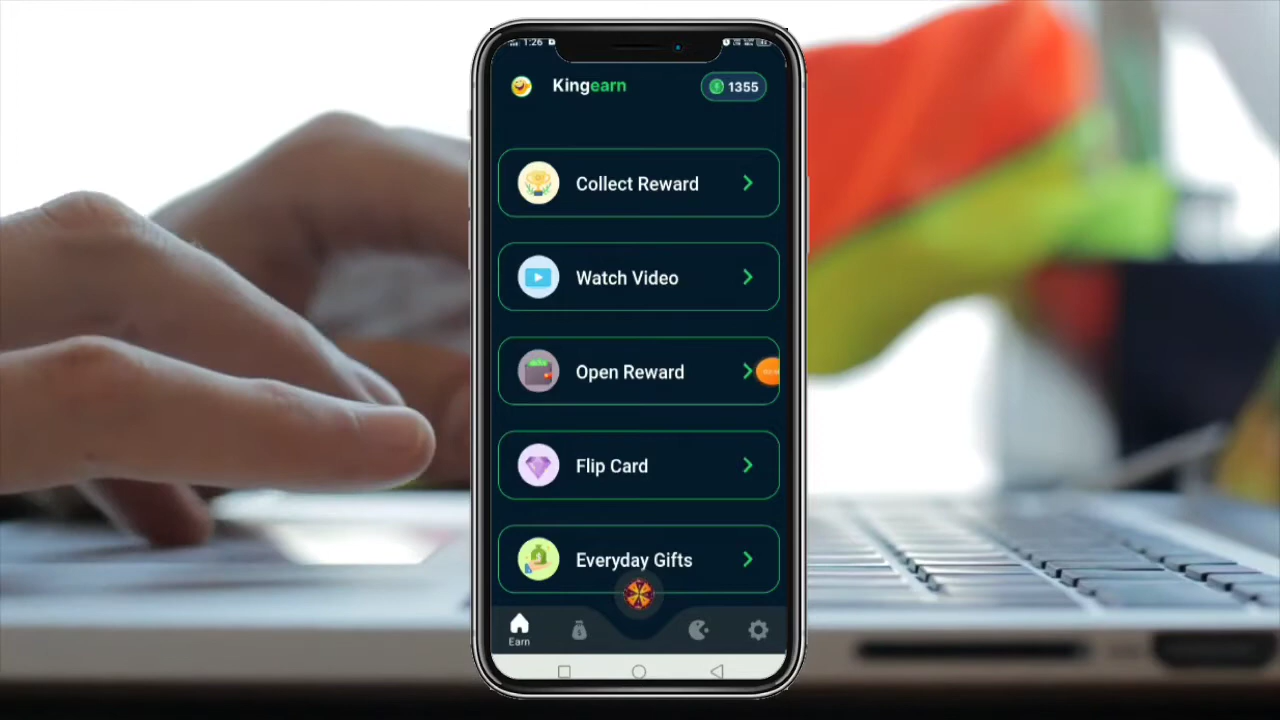 1:26
Kingearn
1355
Collect Reward
Watch Video
Open Reward
Flip Card
Everyday Gifts
Earn